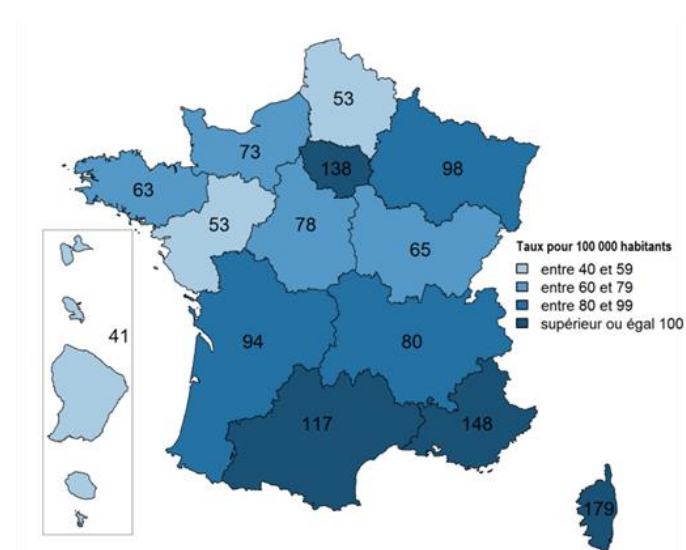 53
73
138
98
63
53
78
65
Taux pour 100 000 habitants
entre 40 et 59
entre 60 et 79
entre 80 et 99
supérieur ou égal 100
41
94
80
117
148
179